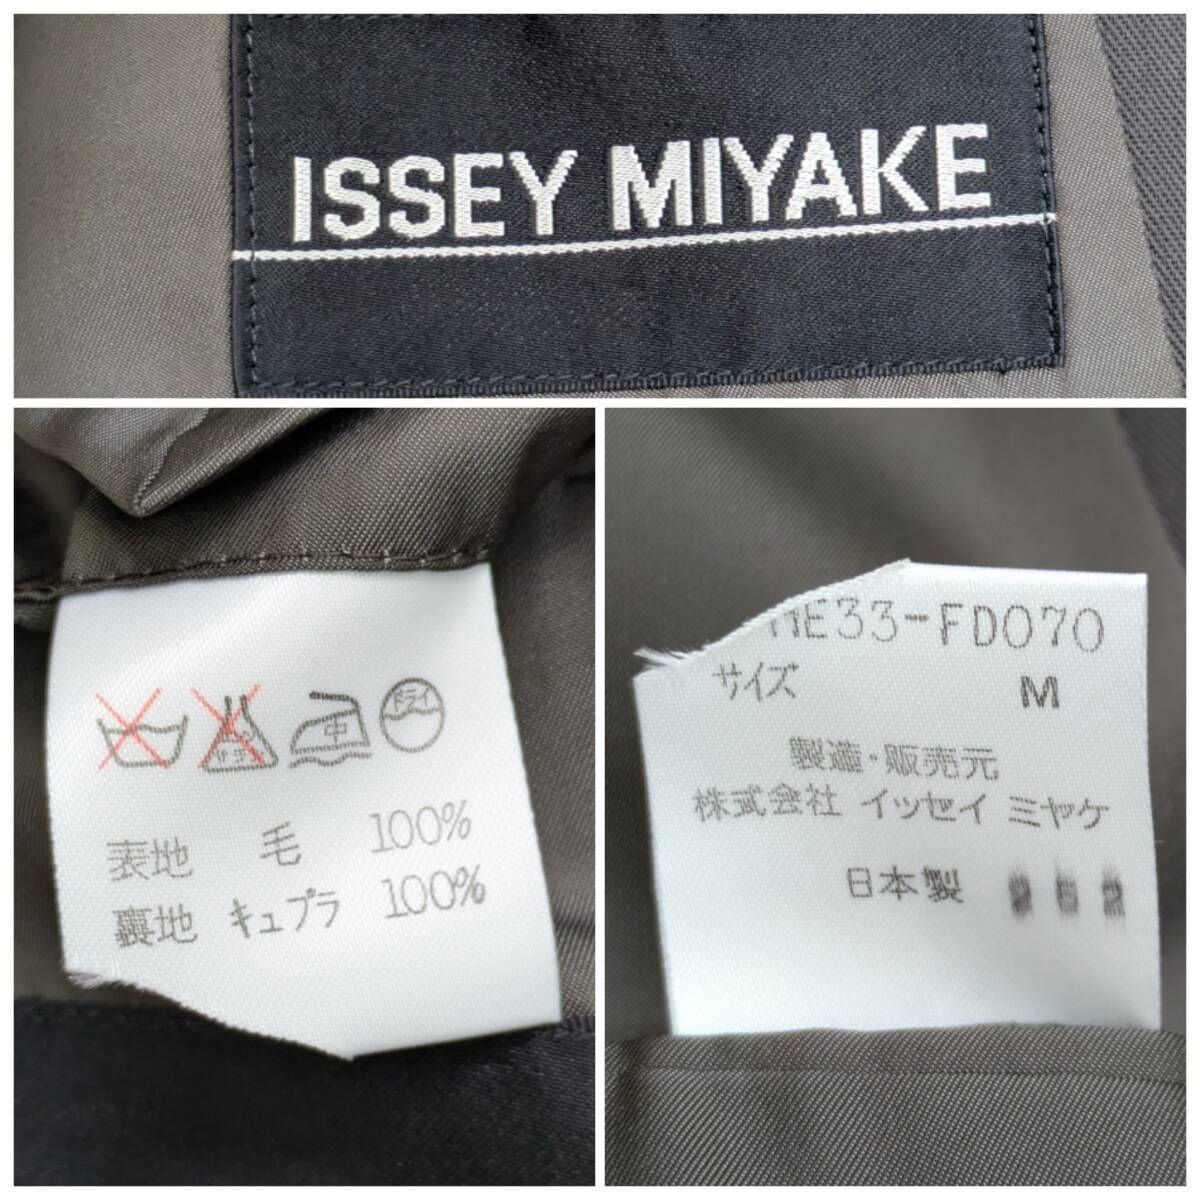 ISSEY MIYAKE
中 ドライ
表地 毛 100%
裏地 キュプラ 100%
ME33-FD070
サイズ M
製造・販売元
株式会社 イッセイ ミヤケ
日本製